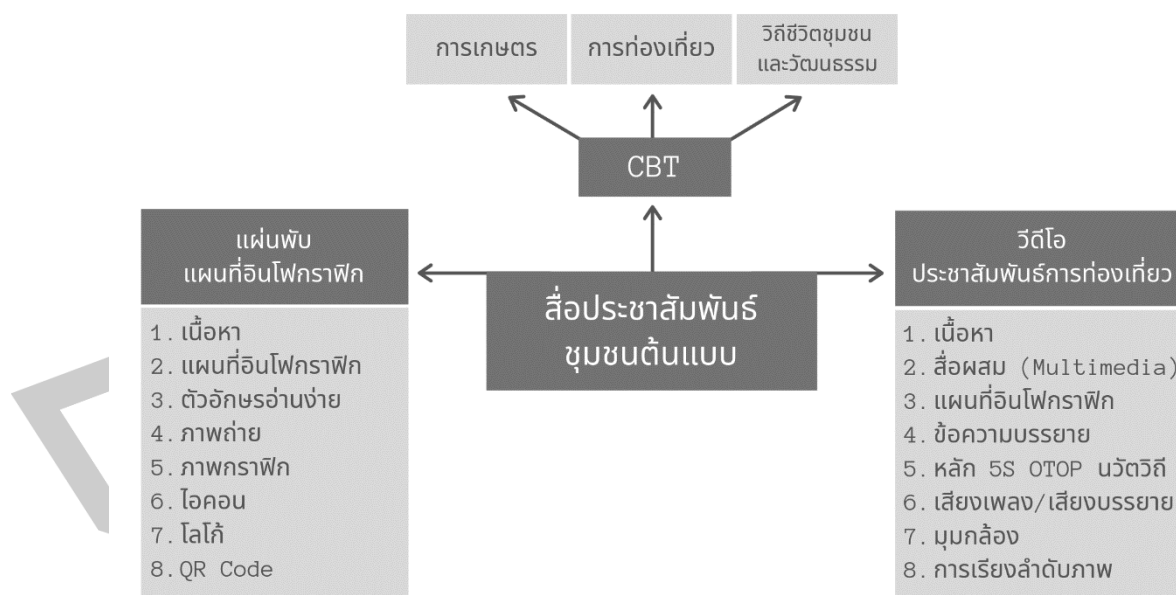 การเกษตร
การท่องเที่ยว
วิถีชีวิตชุมชน
และวัฒนธรรม
CBT
แผ่นพับ
แผนที่อินโฟกราฟิก
1. เนื้อหา
2. แผนที่อินโฟกราฟิก
3. ตัวอักษรอ่านง่าย
4. ภาพถ่าย
5. ภาพกราฟิก
6. ไอคอน
7. โลโก้
8. QR Code
สื่อประชาสัมพันธ์
ชุมชนต้นแบบ
วีดีโอ
ประชาสัมพันธ์การท่องเที่ยว
1. เนื้อหา
2. สื่อผสม (Multimedia)
3. แผนที่อินโฟกราฟิก
4. ข้อความบรรยาย
5. หลัก 5S OTOP นวัตวิถี
6. เสียงเพลง/เสียงบรรยาย
7. มุมกล้อง
8. การเรียงลำดับภาพ